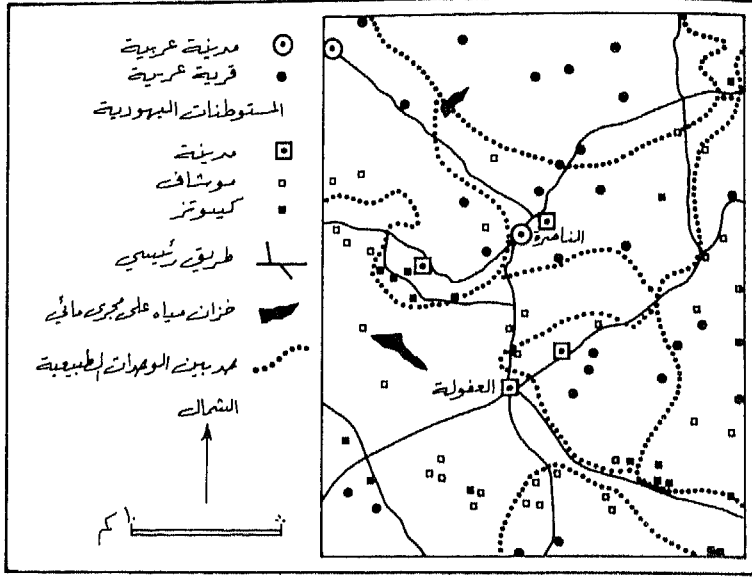 مدينة عربية
قرية عربية
المستوطنات اليهودية
مدينة
موشاف
كيبوتز
طريق رئيسي
خزان مياه على مجرى مائي
حد بين الوحدات الطبيعية
الشمال
١٠ كم
الناصرة
العفولة